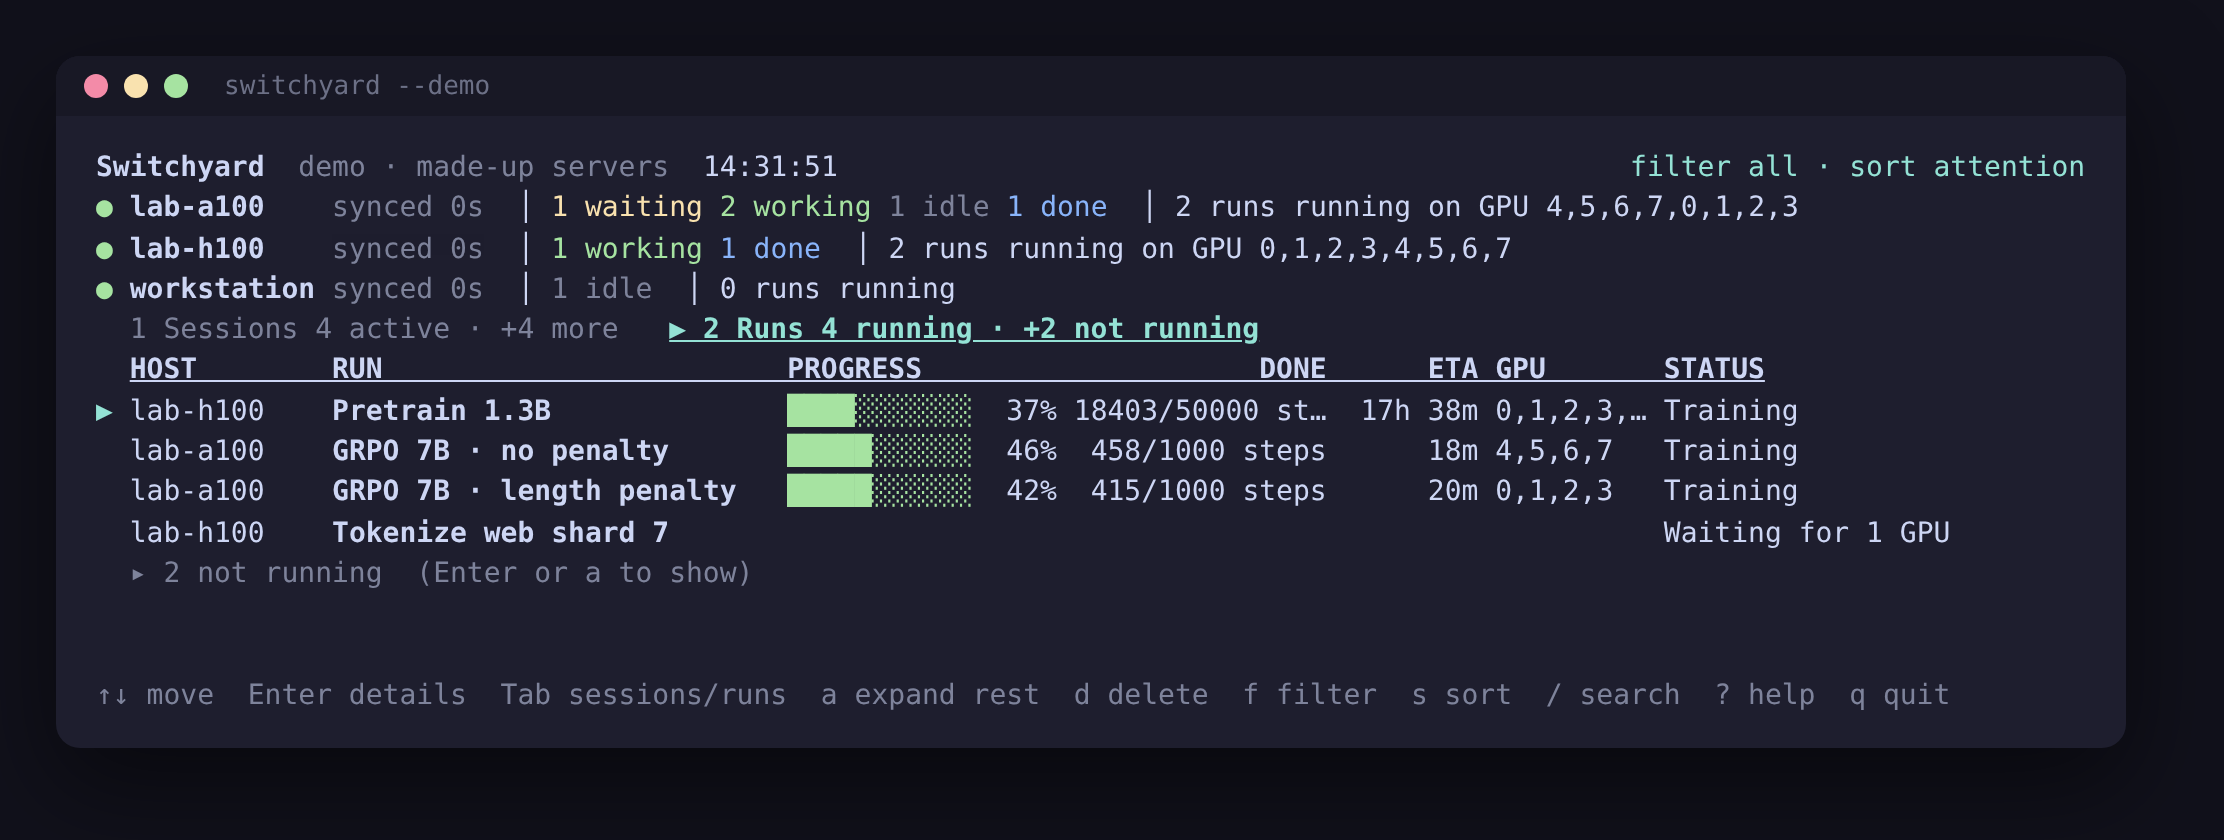 switchyard --demo
Switchyard  demo · made-up servers  14:31:51  filter all · sort attention
● lab-a100  synced 0s  │ 1 waiting 2 working 1 idle 1 done  │ 2 runs running on GPU 4,5,6,7,0,1,2,3
● lab-h100  synced 0s  │ 1 working 1 done  │ 2 runs running on GPU 0,1,2,3,4,5,6,7
● workstation synced 0s  │ 1 idle  │ 0 runs running
1 Sessions 4 active · +4 more  ▶ 2 Runs 4 running · +2 not running
HOST  RUN  PROGRESS  DONE  ETA GPU  STATUS
▶ lab-h100  Pretrain 1.3B  37% 18403/50000 st…  17h 38m 0,1,2,3,… Training
lab-a100  GRPO 7B · no penalty  46%  458/1000 steps  18m 4,5,6,7  Training
lab-a100  GRPO 7B · length penalty  42%  415/1000 steps  20m 0,1,2,3  Training
lab-h100  Tokenize web shard 7  Waiting for 1 GPU
▸ 2 not running  (Enter or a to show)
↑↓ move  Enter details  Tab sessions/runs  a expand rest  d delete  f filter  s sort  / search  ? help  q quit